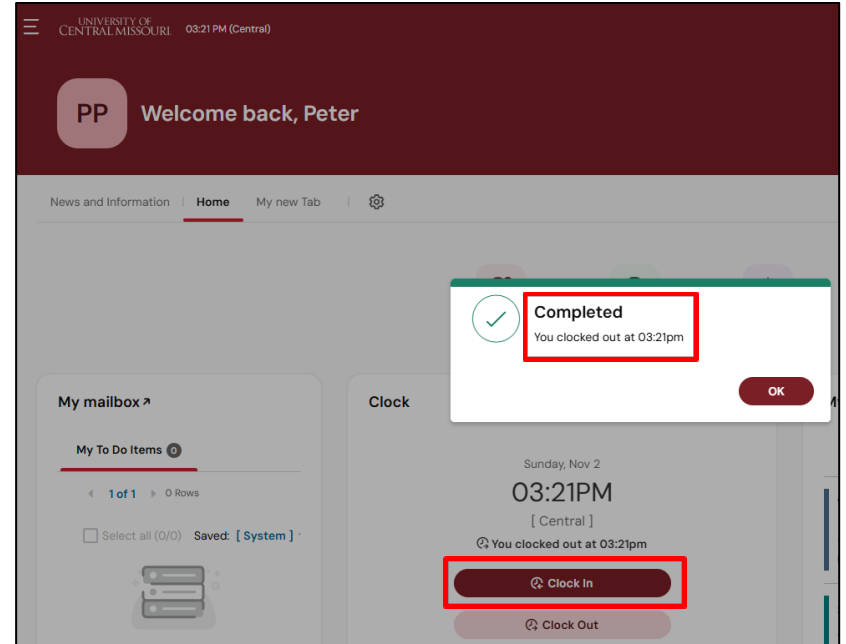 UNIVERSITY OF
CENTRAL MISSOURI.
03:21 PM (Central)
PP
Welcome back, Peter
News and Information
Home
My new Tab
Completed
You clocked out at 03:21pm
OK
My mailbox
Clock
My To Do Items 0
1 of 1 0 Rows
Select all (0/0) Saved: [ System ]
Sunday, Nov 2
03:21PM
[ Central ]
You clocked out at 03:21pm
Clock In
Clock Out